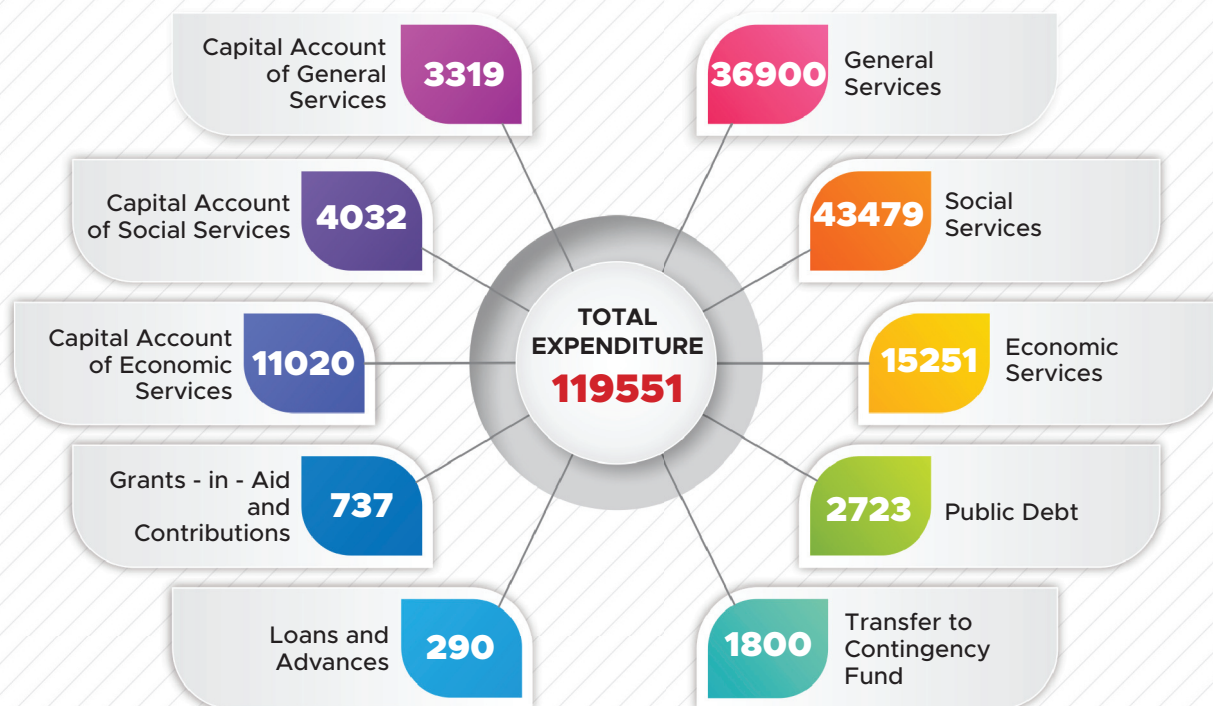 Capital Account
of General
Services
3319
36900
General
Services
Capital Account
of Social Services
4032
43479
Social
Services
Capital Account
of Economic
Services
11020
TOTAL
EXPENDITURE
119551
15251
Economic
Services
Grants - in - Aid
and
Contributions
737
2723
Public Debt
Loans and
Advances
290
1800
Transfer to
Contingency
Fund